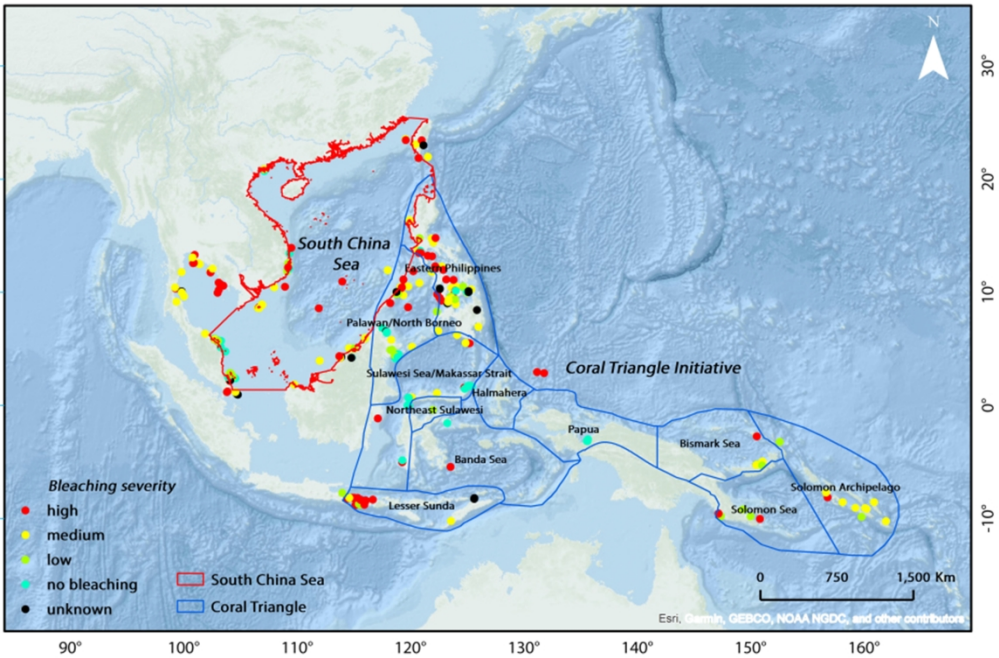 N
30°
20°
10°
0°
-10°
South China
Sea
Eastern Philippines
Palawan/North Borneo
Sulawesi Sea/Makassar Strait
Coral Triangle Initiative
Halmahera
Northeast Sulawesi
Papua
Bismark Sea
Banda Sea
Solomon Archipelago
Lesser Sunda
Solomon Sea
Bleaching severity
high
medium
low
no bleaching
unknown
South China Sea
Coral Triangle
0 750 1,500 Km
Esri, Garmin, GEBCO, NOAA NGDC, and other contributors
90° 100° 110° 120° 130° 140° 150° 160°